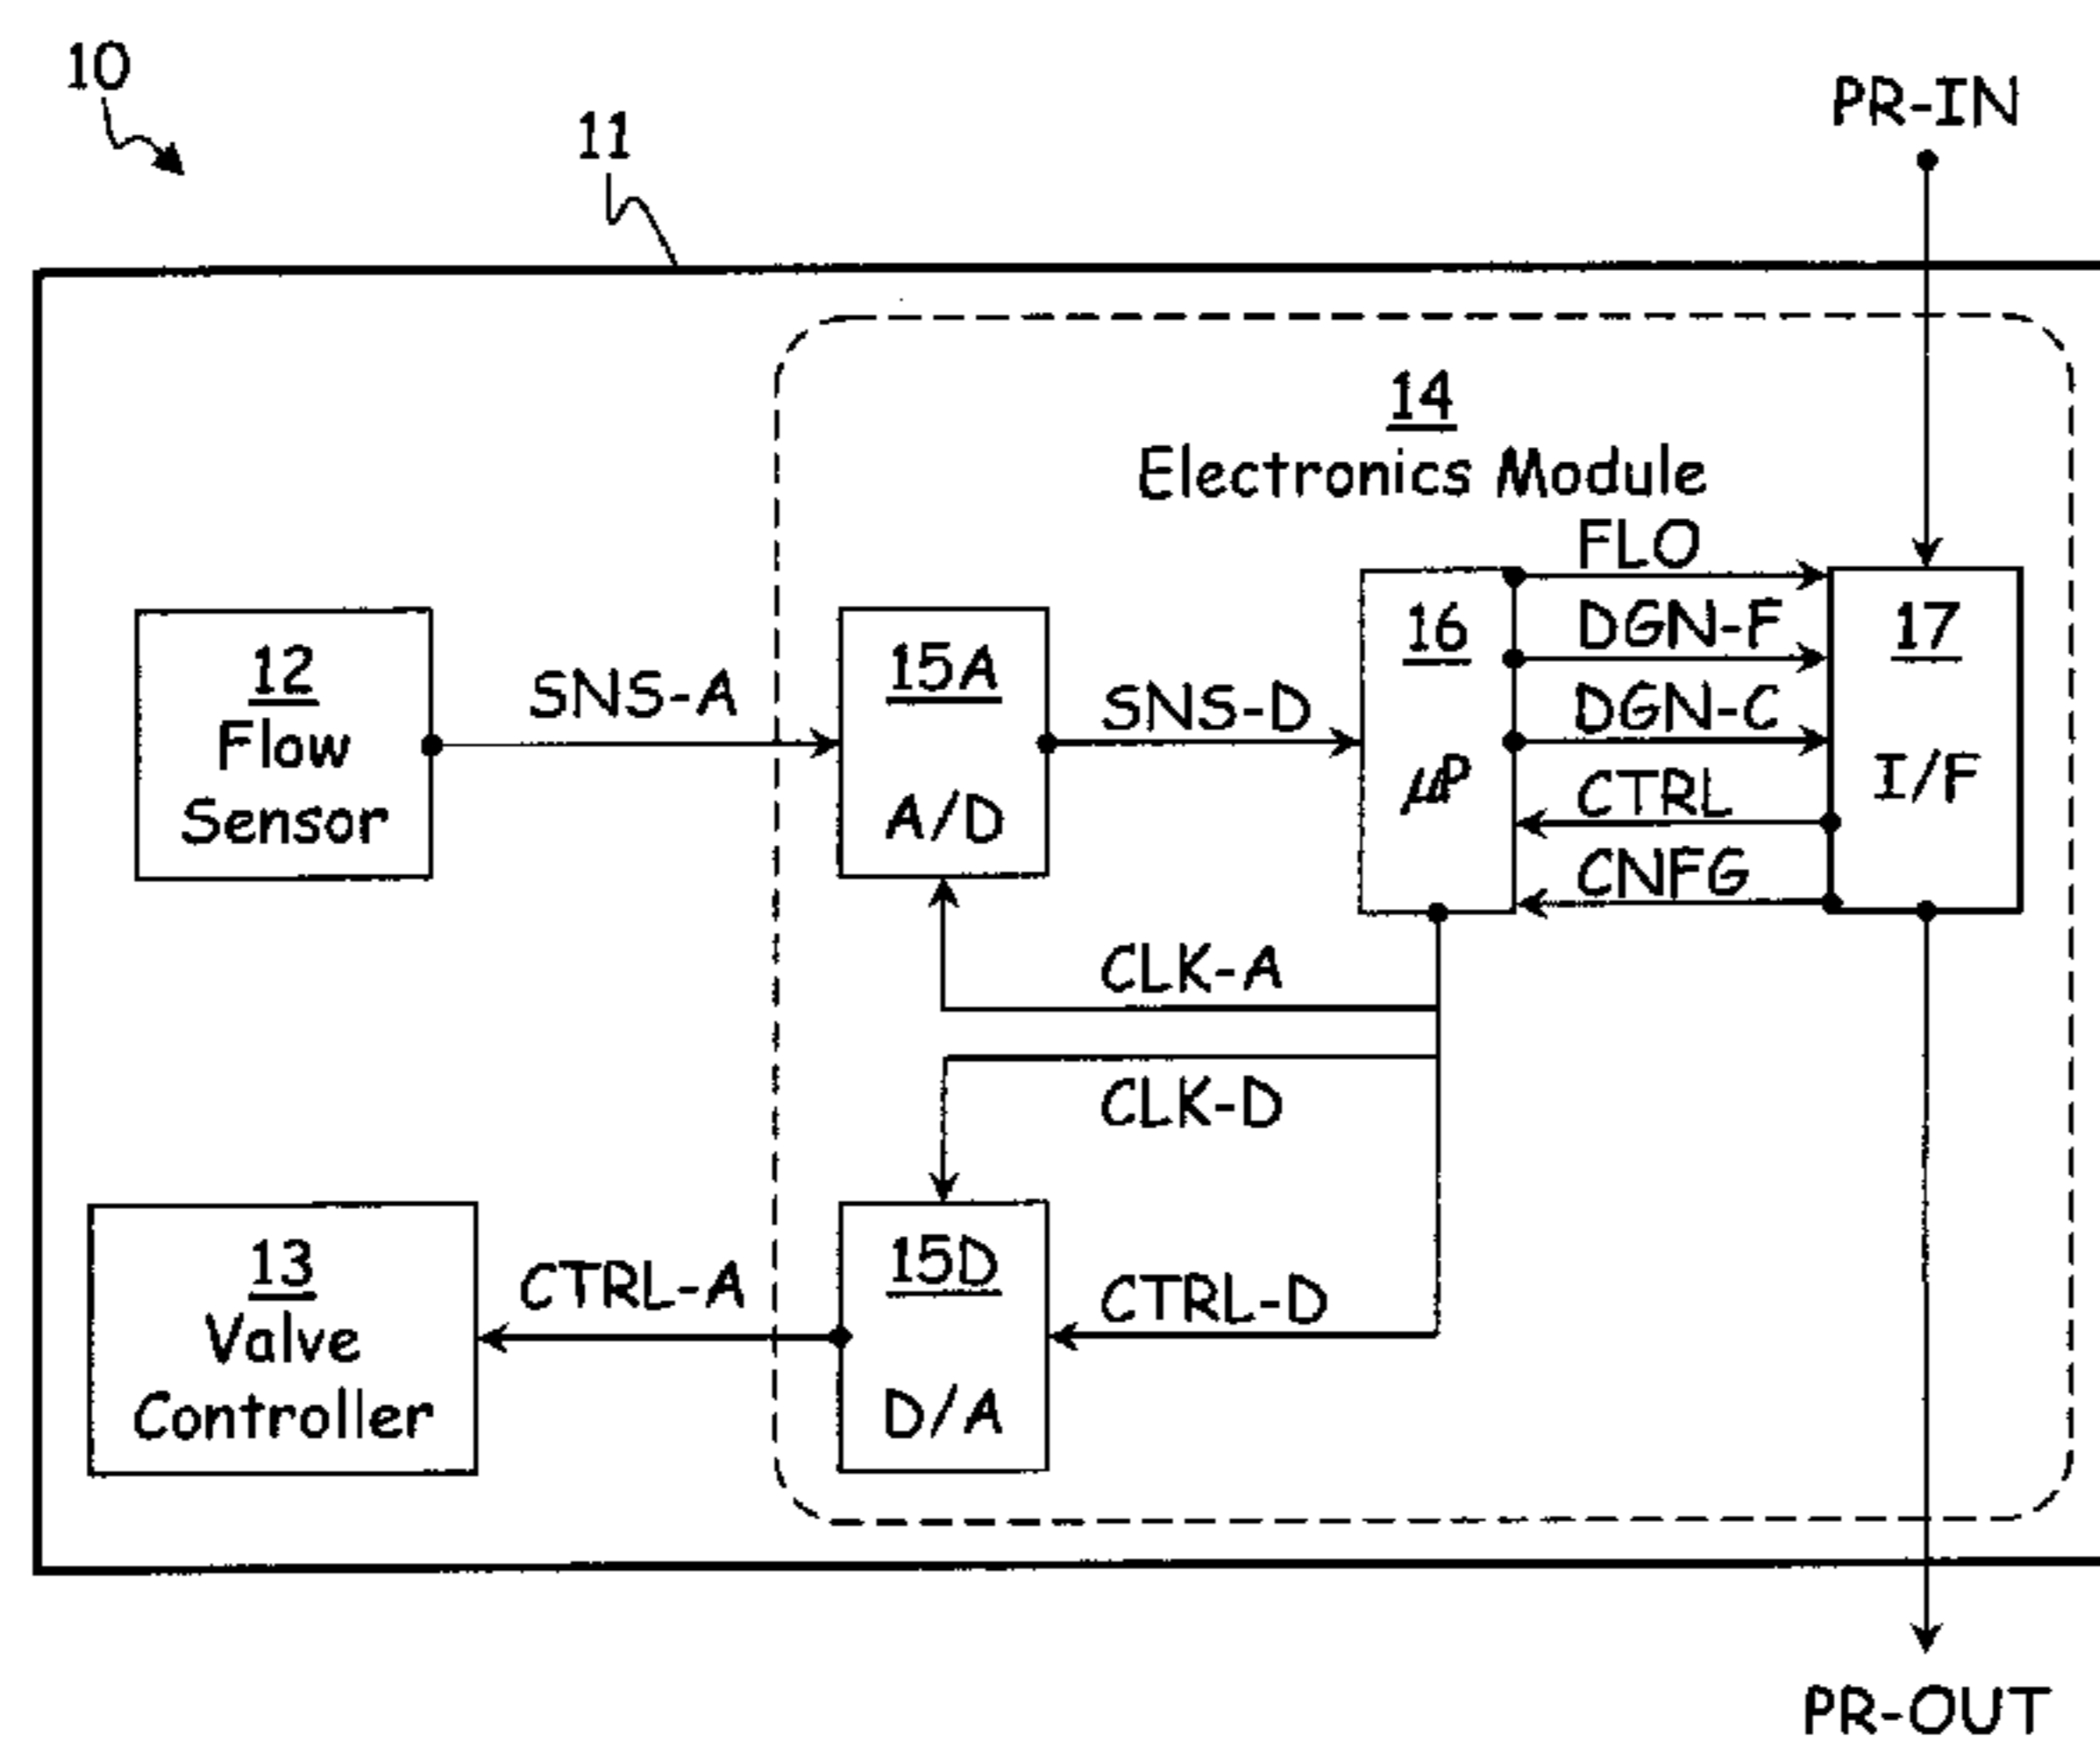 10
11
PR-IN
14
Electronics Module
FLO
DGN-F
DGN-C
CTRL
CNFG
12
Flow
Sensor
SNS-A
15A
A/D
SNS-D
16
µP
17
I/F
CLK-A
CLK-D
13
Valve
Controller
CTRL-A
15D
D/A
CTRL-D
PR-OUT